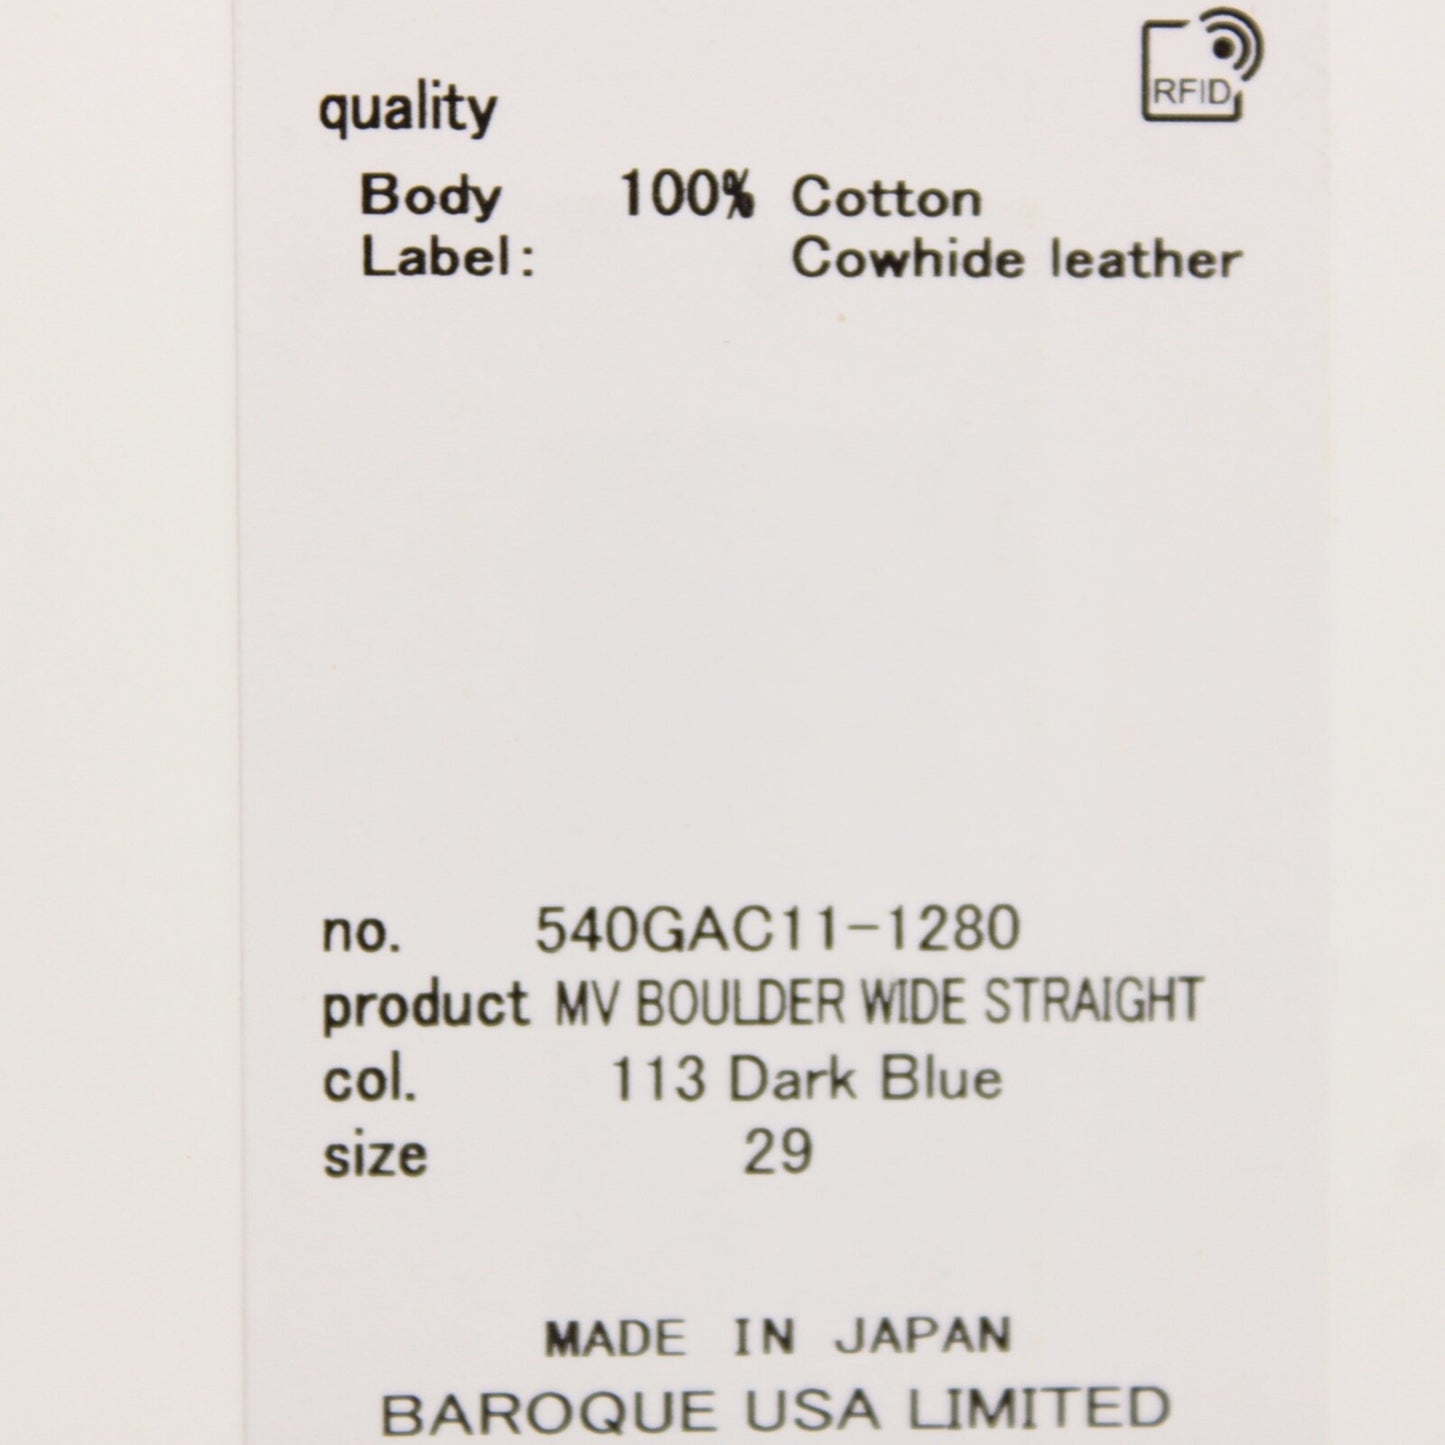 RFID
quality
Body 100% Cotton
Label: Cowhide leather
no. 540GAC11-1280
product MV BOULDER WIDE STRAIGHT
col. 113 Dark Blue
size 29
MADE IN JAPAN
BAROQUE USA LIMITED